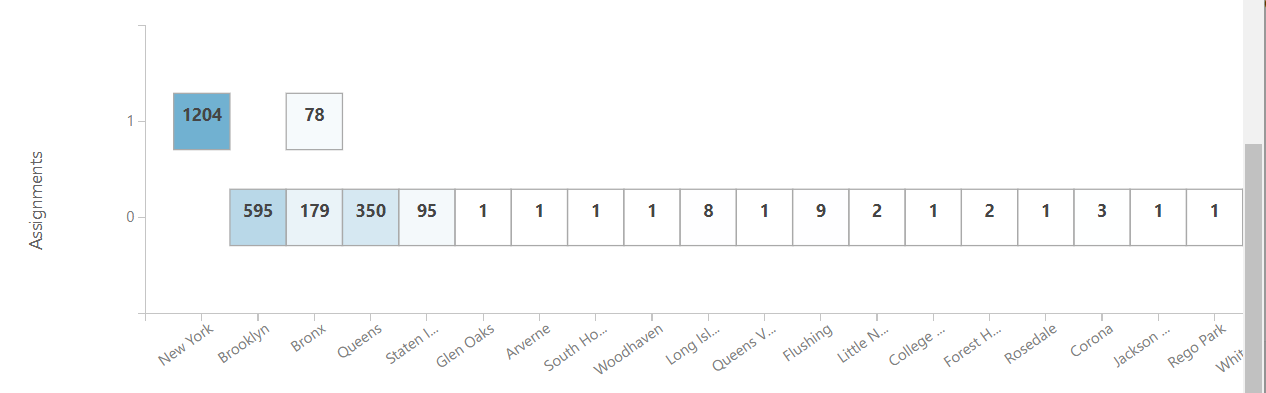 1204 78
1
Assignments
595 179 350 95 1 1 1 1 8 1 9 2 1 2 1 3 1 1
0
New York Brooklyn Bronx Queens Staten I... Glen Oaks Arverne South Ho... Woodhaven Long Isl... Queens V... Flushing Little N... College ... Forest H... Rosedale Corona Jackson ... Rego Park Whit